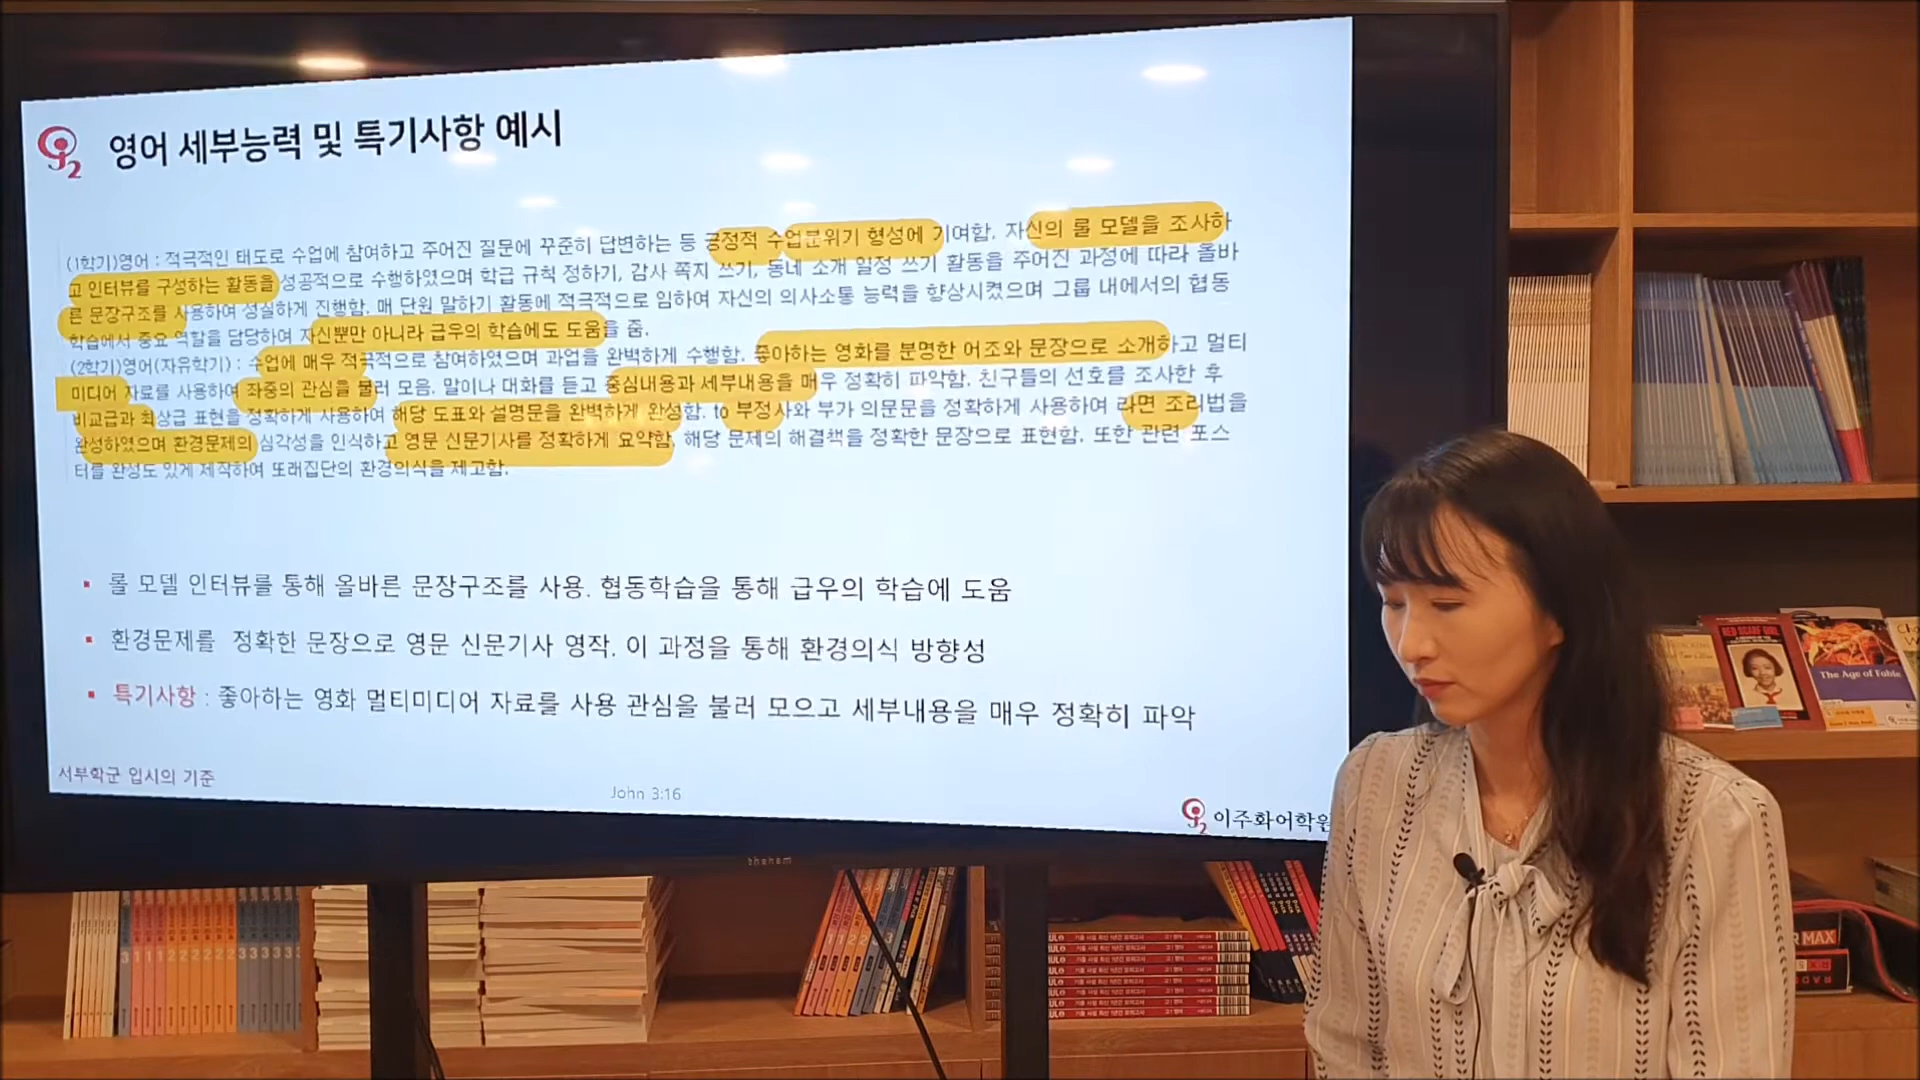 영어 세부능력 및 특기사항 예시
(1학기)영어 : 적극적인 태도로 수업에 참여하고 주어진 질문에 꾸준히 답변하는 등 긍정적 수업분위기 형성에 기여함. 자신의 롤 모델을 조사하
고 인터뷰를 구성하는 활동을 성공적으로 수행하였으며 학급 규칙 정하기, 감사 쪽지 쓰기, 동네 소개 일정 쓰기 활동을 주어진 과정에 따라 올바
른 문장구조를 사용하여 성실하게 진행함. 매 단원 말하기 활동에 적극적으로 임하여 자신의 의사소통 능력을 향상시켰으며 그룹 내에서의 협동
학습에서 중요 역할을 담당하여 자신뿐만 아니라 급우의 학습에도 도움을 줌.
(2학기)영어(자유학기) : 수업에 매우 적극적으로 참여하였으며 과업을 완벽하게 수행함. 좋아하는 영화를 분명한 어조와 문장으로 소개하고 멀티
미디어 자료를 사용하여 좌중의 관심을 불러 모음. 말이나 대화를 듣고 중심내용과 세부내용을 매우 정확히 파악함. 친구들의 선호를 조사한 후
비교급과 최상급 표현을 정확하게 사용하여 해당 도표와 설명문을 완벽하게 완성함. to 부정사와 부가 의문문을 정확하게 사용하여 라면 조리법을
완성하였으며 환경문제의 심각성을 인식하고 영문 신문기사를 정확하게 요약함. 해당 문제의 해결책을 정확한 문장으로 표현함. 또한 관련 포스
터를 완성도 있게 제작하여 또래집단의 환경의식을 제고함.
▪ 롤 모델 인터뷰를 통해 올바른 문장구조를 사용. 협동학습을 통해 급우의 학습에 도움
▪ 환경문제를 정확한 문장으로 영문 신문기사 영작. 이 과정을 통해 환경의식 방향성
▪ 특기사항 : 좋아하는 영화 멀티미디어 자료를 사용 관심을 불러 모으고 세부내용을 매우 정확히 파악
서부학군 입시의 기준
John 3:16
이주화어학원
theham
RED SCARF GIRL
The Age of Fable
MAX